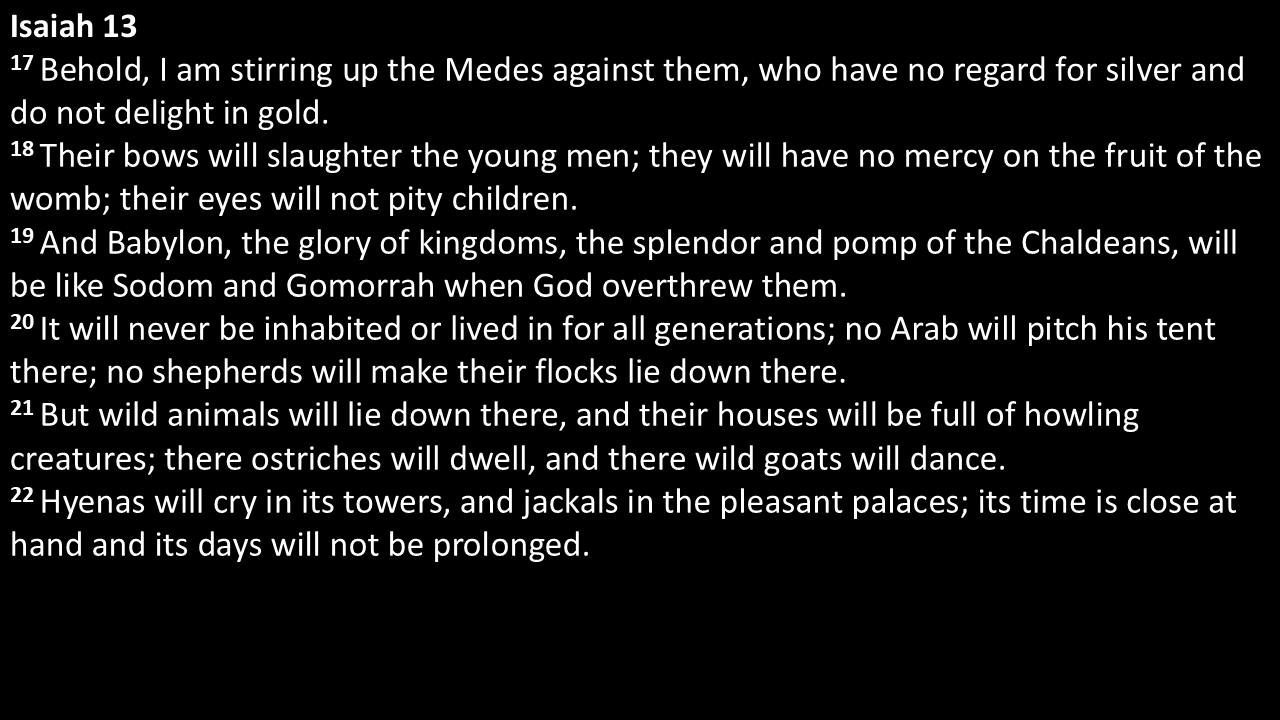 Isaiah 13
17 Behold, I am stirring up the Medes against them, who have no regard for silver and
do not delight in gold.
18 Their bows will slaughter the young men; they will have no mercy on the fruit of the
womb; their eyes will not pity children.
19 And Babylon, the glory of kingdoms, the splendor and pomp of the Chaldeans, will
be like Sodom and Gomorrah when God overthrew them.
20 It will never be inhabited or lived in for all generations; no Arab will pitch his tent
there; no shepherds will make their flocks lie down there.
21 But wild animals will lie down there, and their houses will be full of howling
creatures; there ostriches will dwell, and there wild goats will dance.
22 Hyenas will cry in its towers, and jackals in the pleasant palaces; its time is close at
hand and its days will not be prolonged.